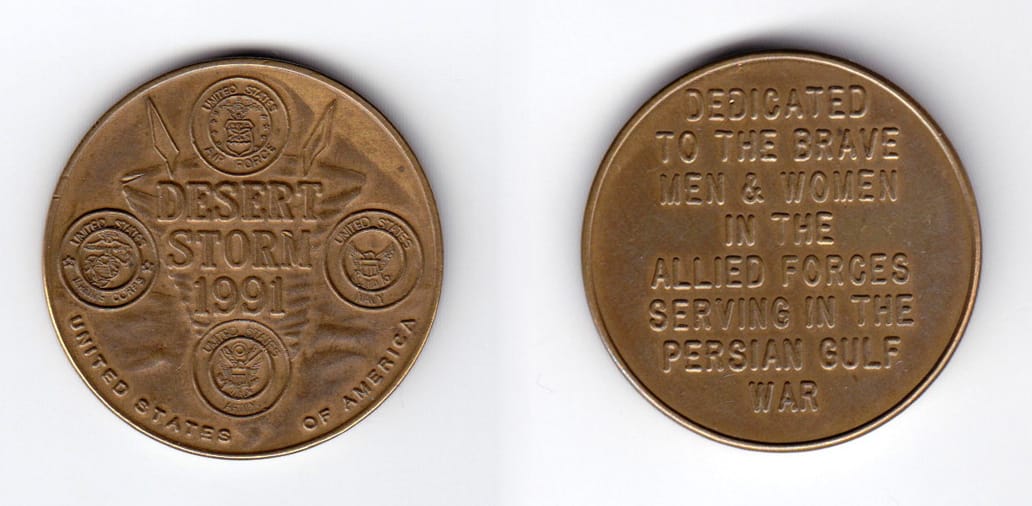 UNITED STATES
AIR FORCE
DESERT
STORM
1991
UNITED STATES
MARINE CORPS
UNITED STATES
NAVY
UNITED STATES
ARMY
UNITED STATES OF AMERICA
DEDICATED
TO THE BRAVE
MEN & WOMEN
IN THE
ALLIED FORCES
SERVING IN THE
PERSIAN GULF
WAR